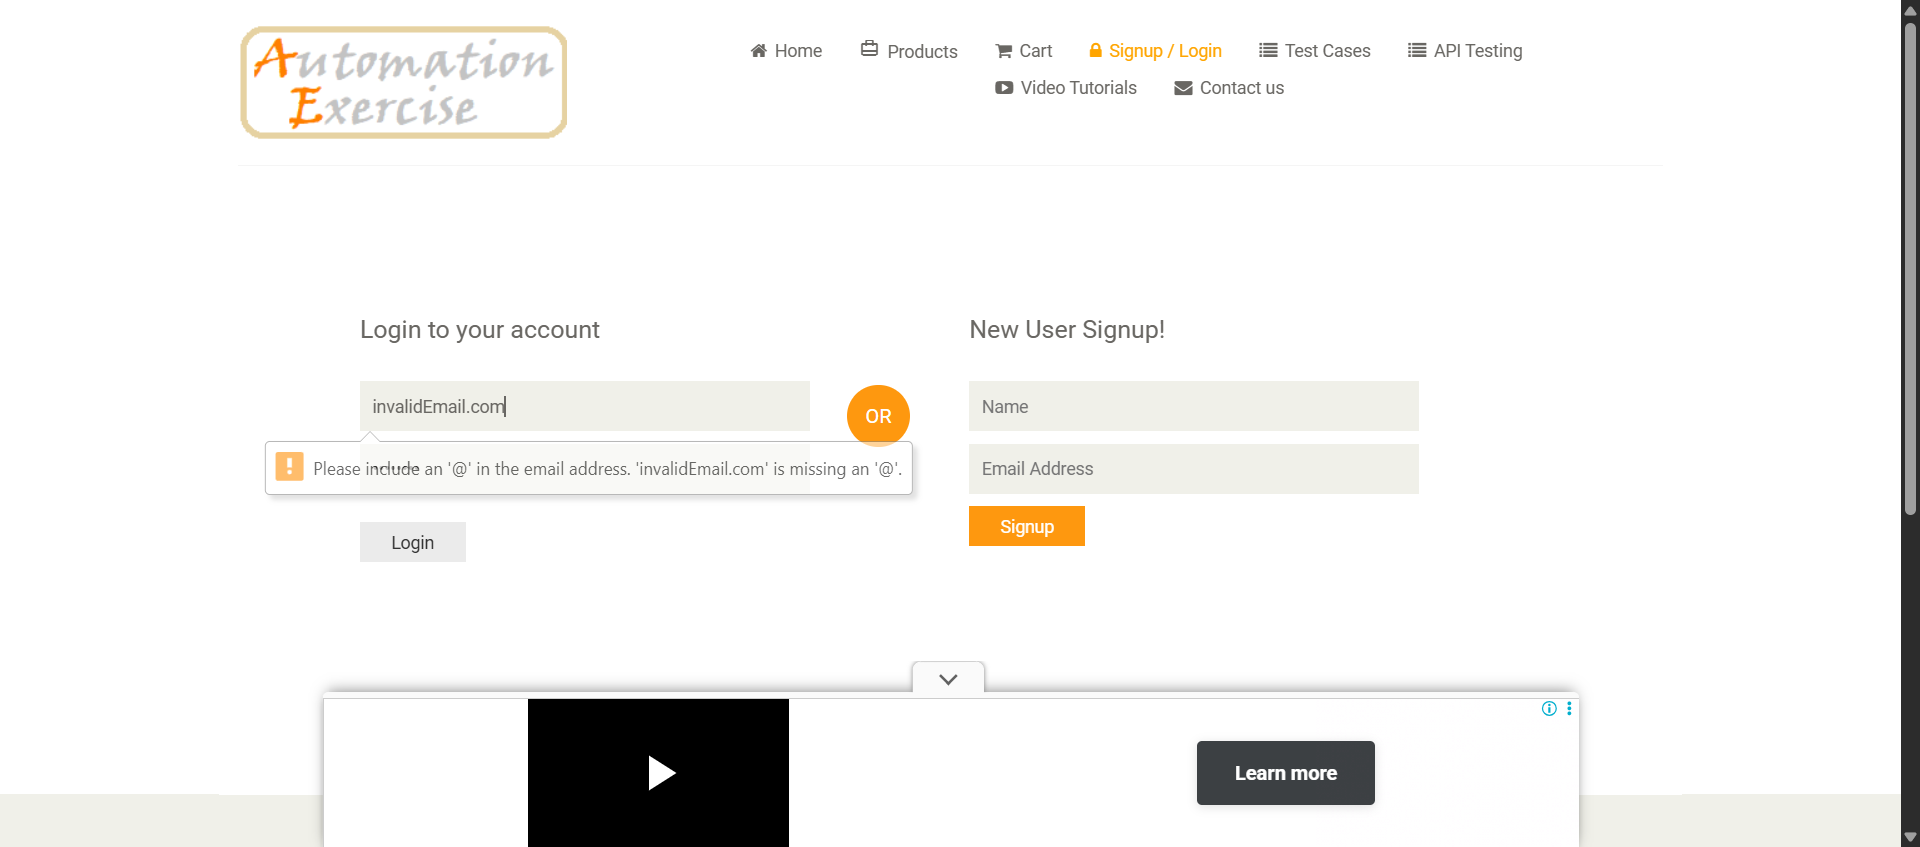 Automation
Exercise
Home
Products
Cart
Signup / Login
Test Cases
API Testing
Video Tutorials
Contact us
Login to your account
invalidEmail.com
Please include an '@' in the email address. 'invalidEmail.com' is missing an '@'.
Login
OR
New User Signup!
Name
Email Address
Signup
Learn more